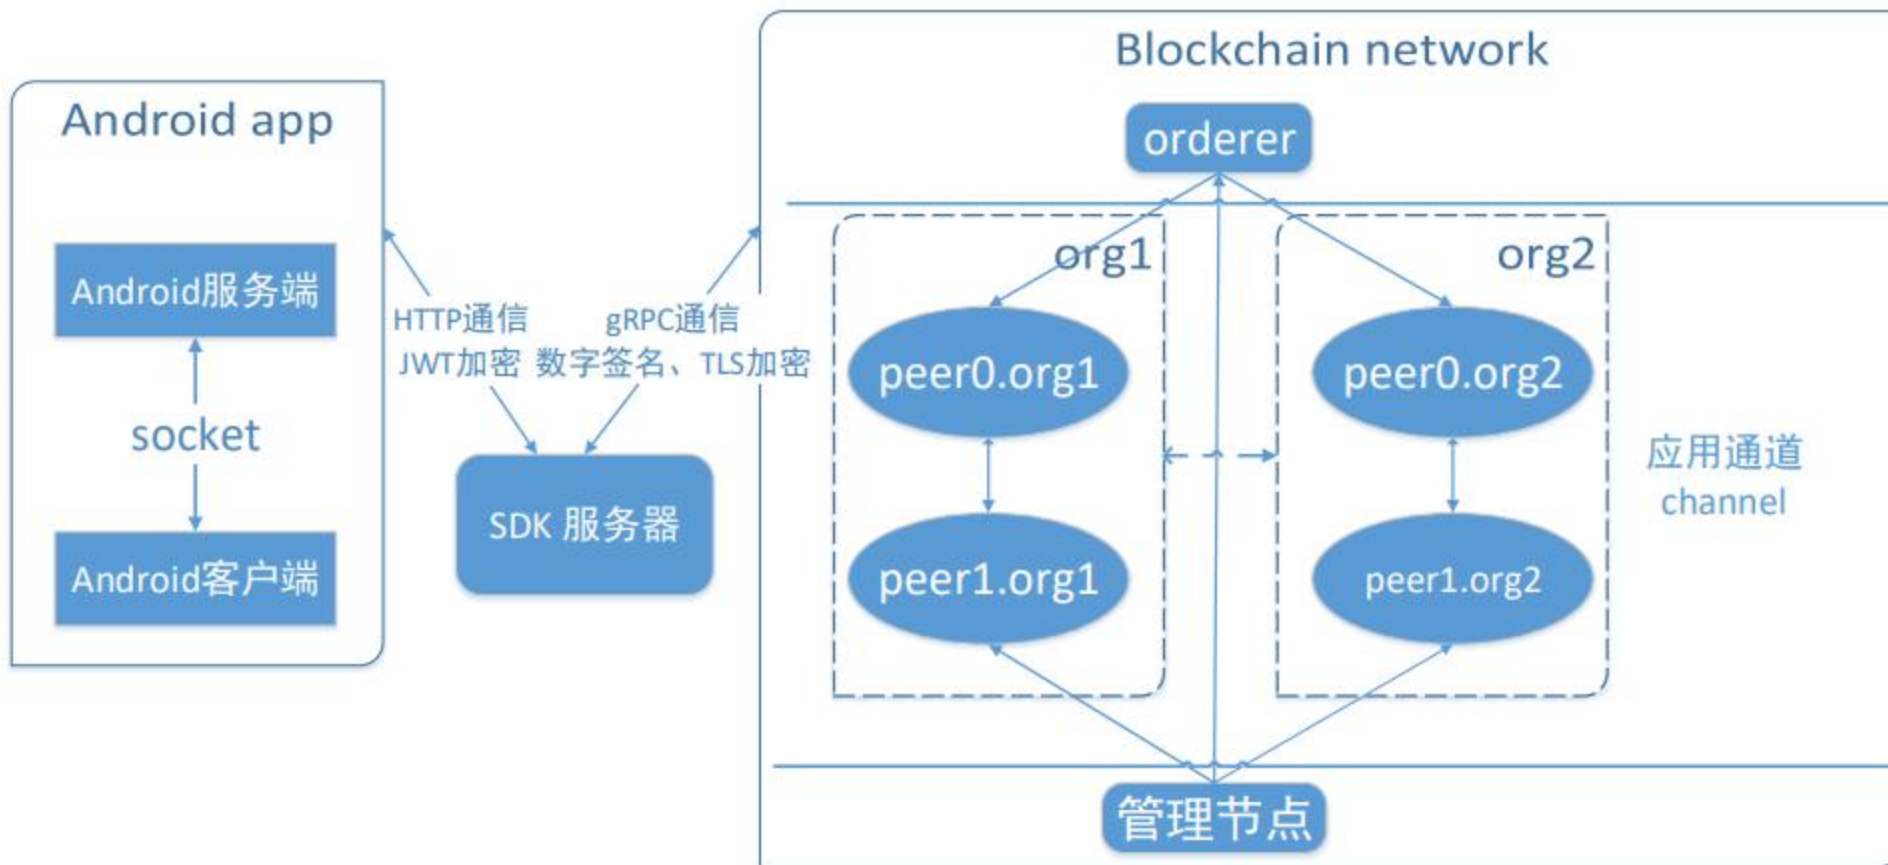 Android app
Android服务端
socket
Android客户端
HTTP通信
JWT加密
gRPC通信
数字签名、TLS加密
SDK 服务器
Blockchain network
orderer
org1
peer0.org1
peer1.org1
org2
peer0.org2
peer1.org2
应用通道
channel
管理节点